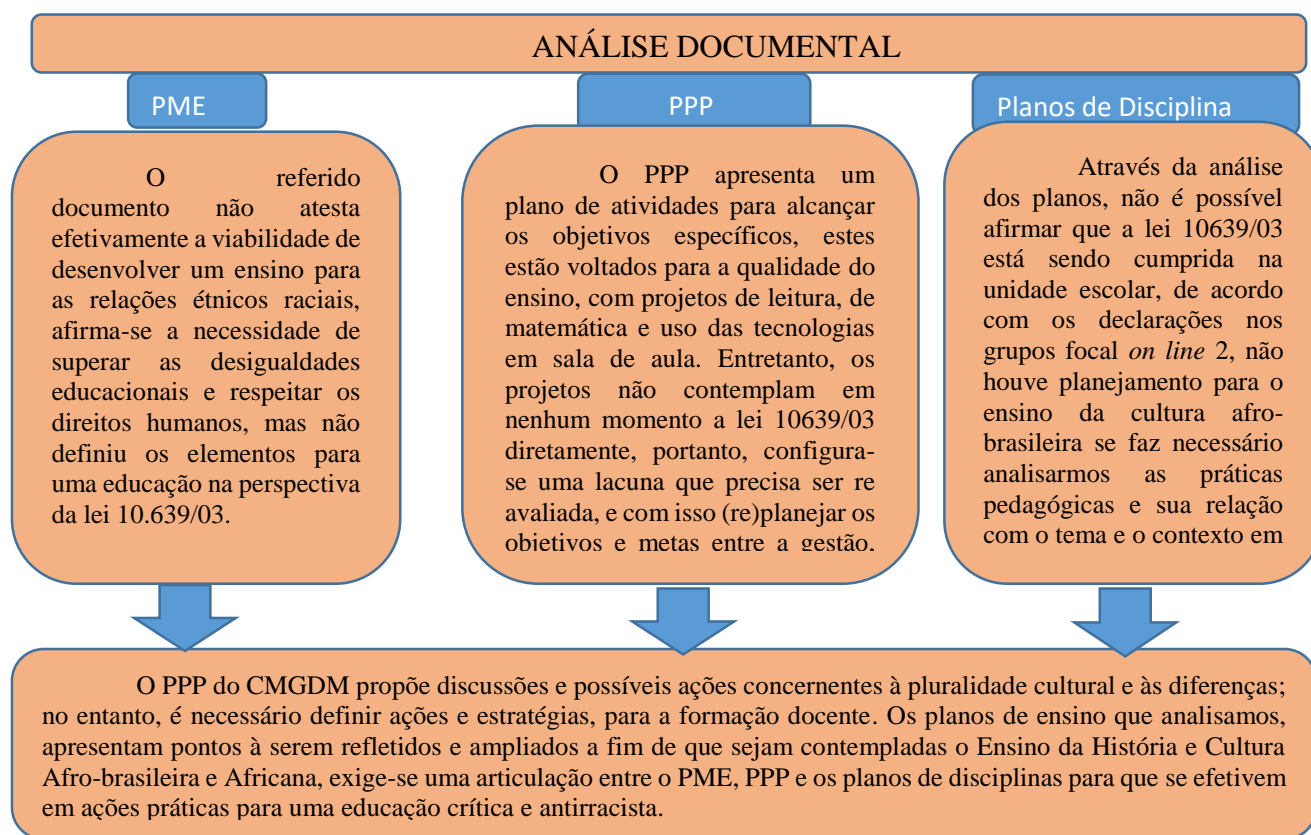 ANÁLISE DOCUMENTAL
PME
O referido
documento não atesta
efetivamente a viabilidade de
desenvolver um ensino para
as relações étnicos raciais,
afirma-se a necessidade de
superar as desigualdades
educacionais e respeitar os
direitos humanos, mas não
definiu os elementos para
uma educação na perspectiva
da lei 10.639/03.
PPP
O PPP apresenta um
plano de atividades para alcançar
os objetivos específicos, estes
estão voltados para a qualidade do
ensino, com projetos de leitura, de
matemática e uso das tecnologias
em sala de aula. Entretanto, os
projetos não contemplam em
nenhum momento a lei 10639/03
diretamente, portanto, configura-
se uma lacuna que precisa ser re
avaliada, e com isso (re)planejar os
objetivos e metas entre a gestão,
Planos de Disciplina
Através da análise
dos planos, não é possível
afirmar que a lei 10639/03
está sendo cumprida na
unidade escolar, de acordo
com os declarações nos
grupos focal on line 2, não
houve planejamento para o
ensino da cultura afro-
brasileira se faz necessário
analisarmos as práticas
pedagógicas e sua relação
com o tema e o contexto em
O PPP do CMGDM propõe discussões e possíveis ações concernentes à pluralidade cultural e às diferenças;
no entanto, é necessário definir ações e estratégias, para a formação docente. Os planos de ensino que analisamos,
apresentam pontos à serem refletidos e ampliados a fim de que sejam contempladas o Ensino da História e Cultura
Afro-brasileira e Africana, exige-se uma articulação entre o PME, PPP e os planos de disciplinas para que se efetivem
em ações práticas para uma educação crítica e antirracista.